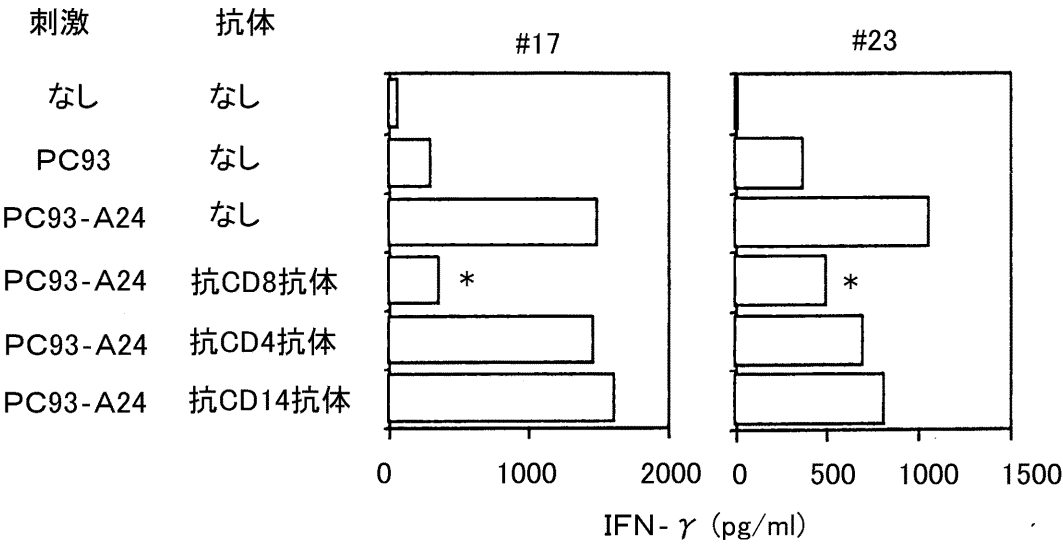 刺激 抗体
#17 #23
なし なし
PC93 なし
PC93-A24 なし
PC93-A24 抗CD8抗体 * *
PC93-A24 抗CD4抗体
PC93-A24 抗CD14抗体
0 1000 2000 0 500 1000 1500
IFN-γ (pg/ml)